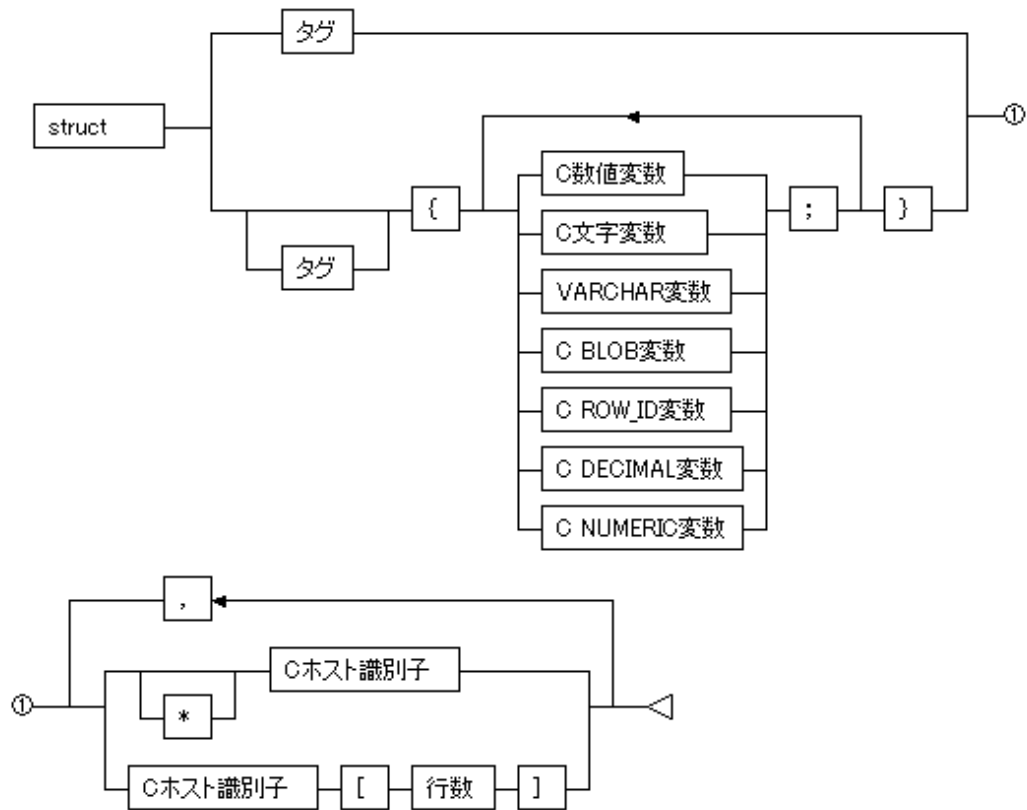 タグ
struct
①
{
タグ
C数値変数
C文字変数
VARCHAR変数
C BLOB変数
C ROW_ID変数
C DECIMAL変数
C NUMERIC変数
;
}
,
①
Cホスト識別子
*
Cホスト識別子
[
行数
]